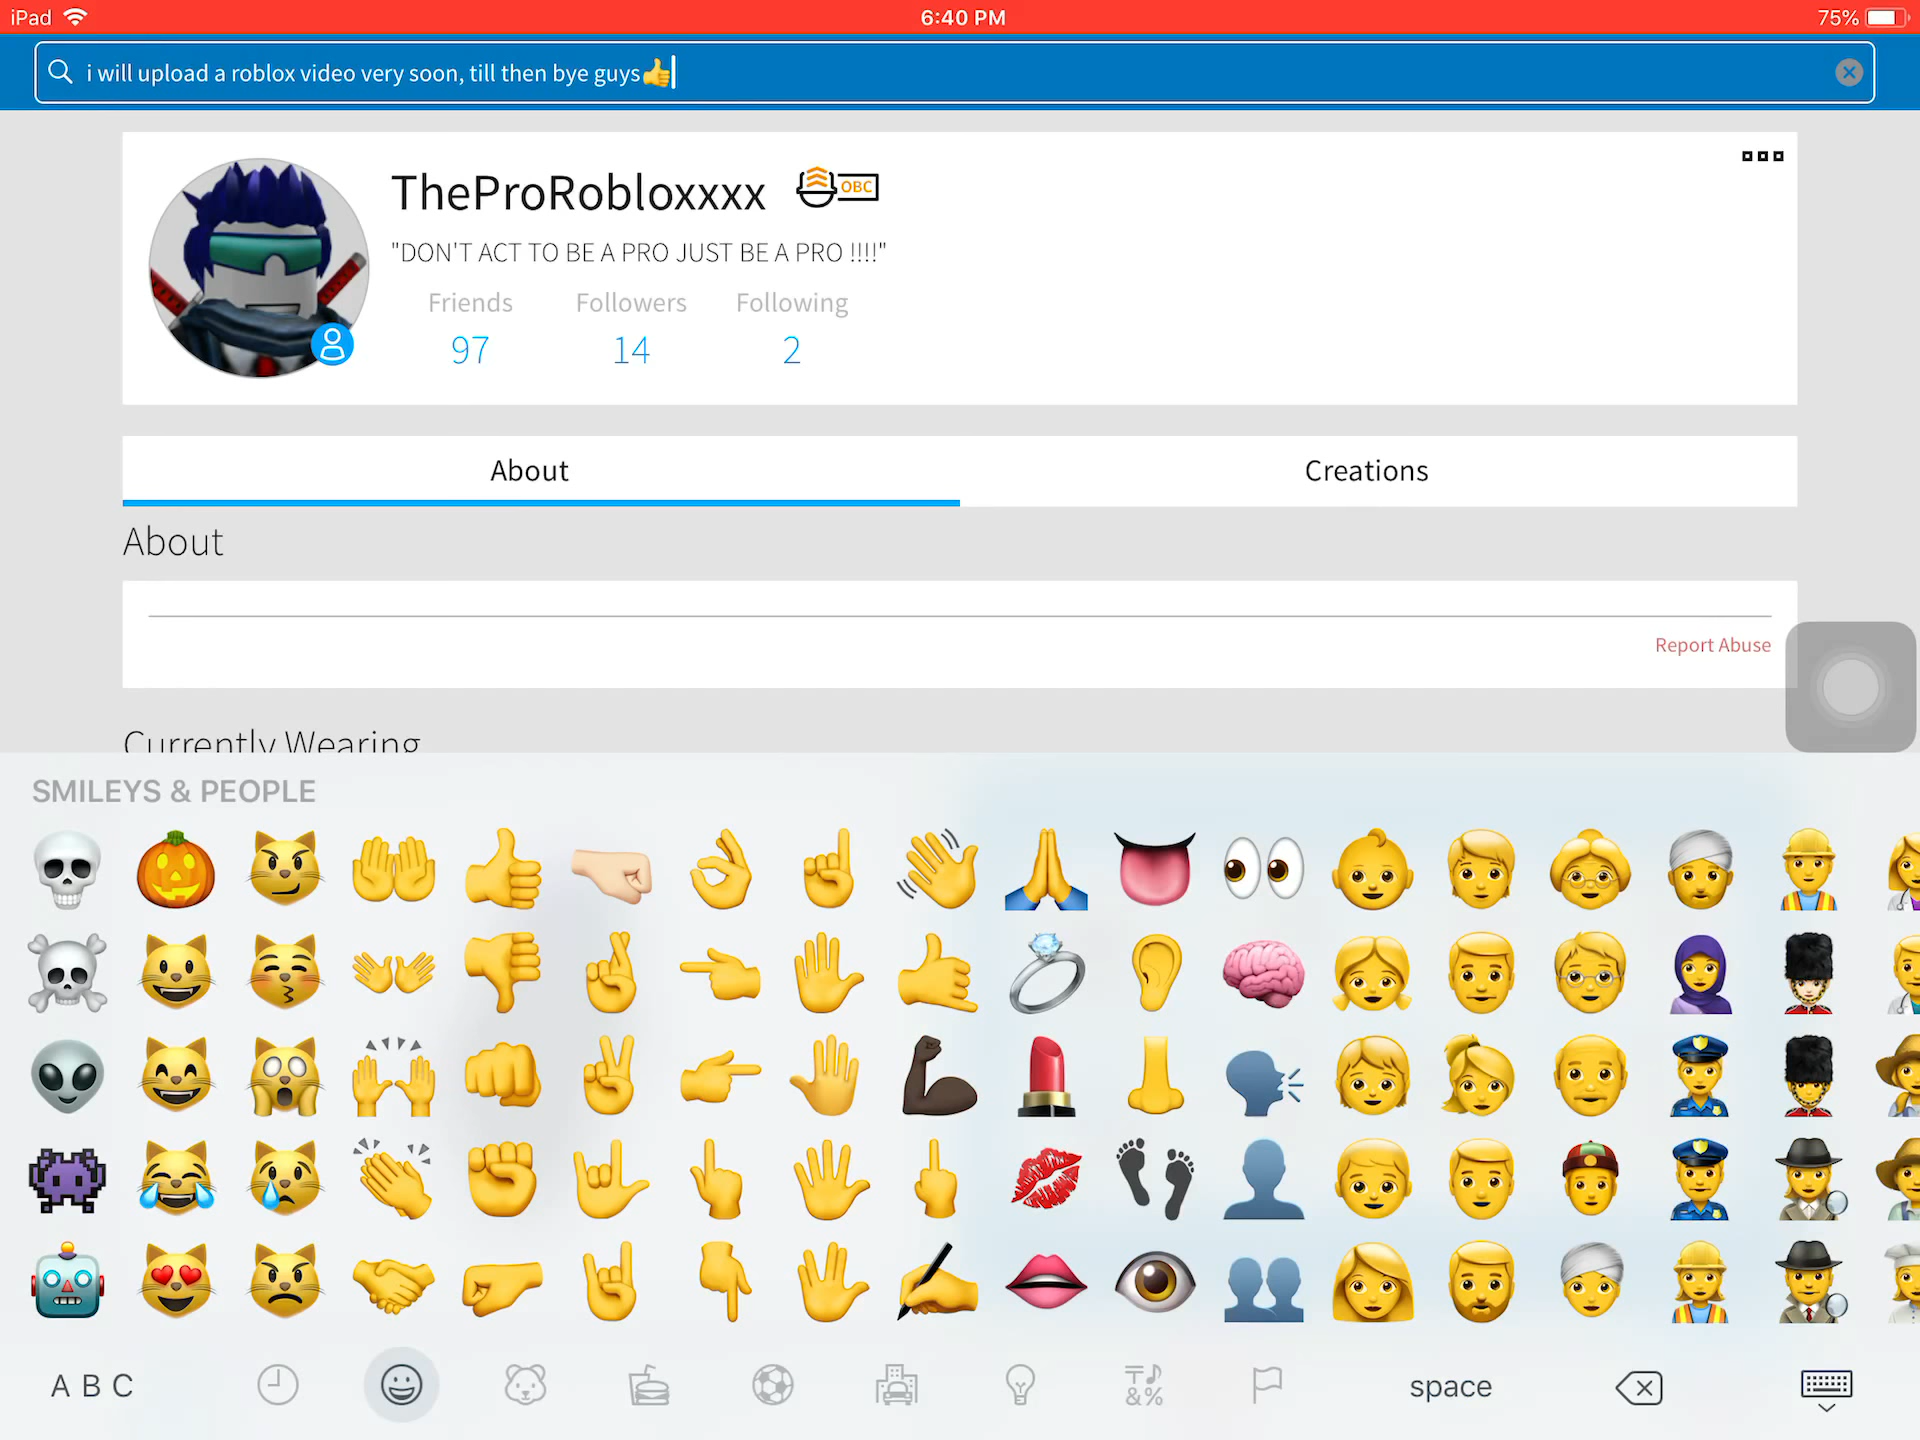 iPad 6:40 PM 75%
i will upload a roblox video very soon, till then bye guys👍
TheProRobloxxxx OBC
"DON'T ACT TO BE A PRO JUST BE A PRO !!!!"
Friends Followers Following
97 14 2
About Creations
About
Report Abuse
Currently Wearing
SMILEYS & PEOPLE
ABC space